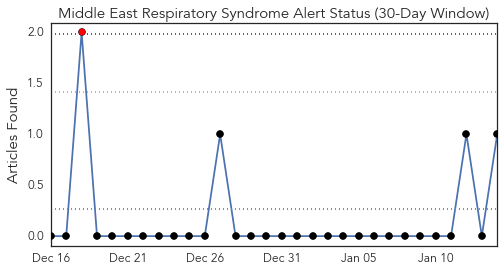 Middle East Respiratory Syndrome Alert Status (30-Day Window)
Articles Found
2.0
1.5
1.0
0.5
0.0
Dec 16 Dec 21 Dec 26 Dec 31 Jan 05 Jan 10